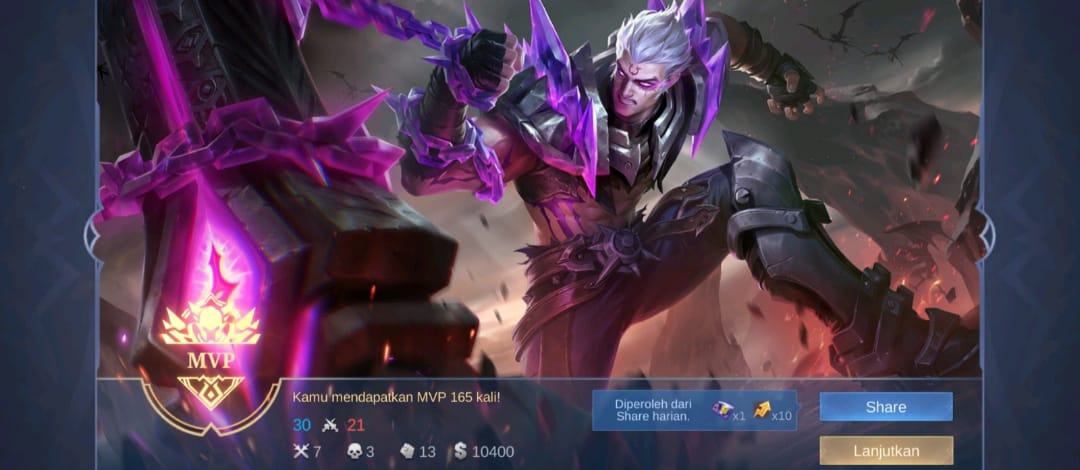 MVP
Kamu mendapatkan MVP 165 kali!
30 21
7 3 13 $ 10400
Diperoleh dari
Share harian.
x1 x10
Share
Lanjutkan